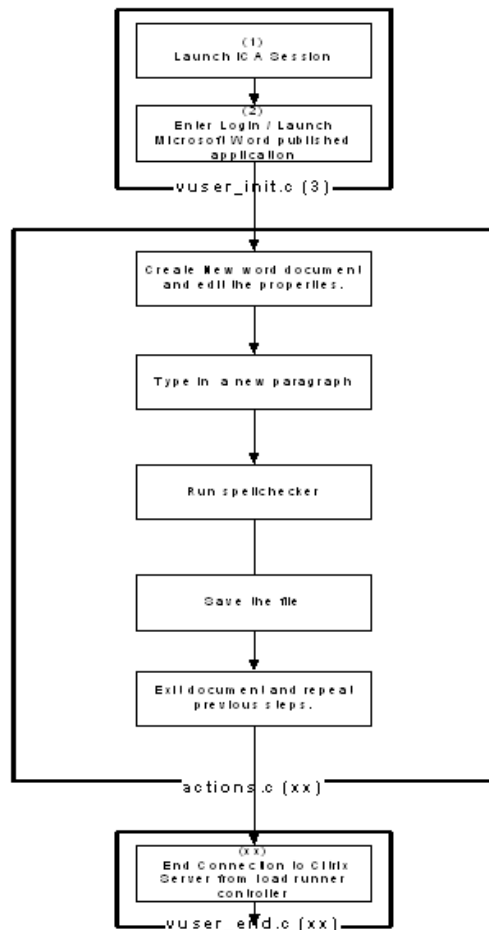 (1)
Launch ICA Session
(2)
Enter Login / Launch
Microsoft Word published
application
vuser_init.c (3)
Create New word document
and edit the properties.
Type in a new paragraph
Run spellchecker
Save the file
Exit document and repeat
previous steps.
actions.c (xx)
(xx)
End Connection to Citrix
Server from load runner
controller
vuser_end.c (xx)